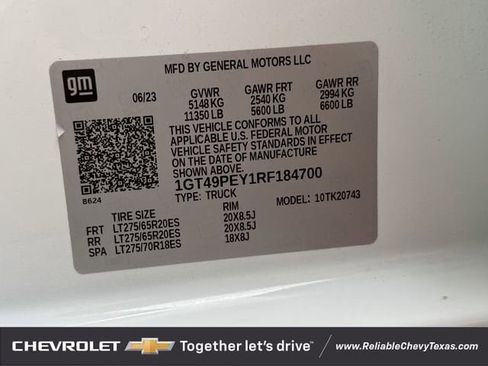 gm
MFD BY GENERAL MOTORS LLC
06/23 GVWR GAWR FRT GAWR RR
5148 KG 2540 KG 2994 KG
11350 LB 5600 LB 6600 LB
THIS VEHICLE CONFORMS TO ALL
APPLICABLE U.S. FEDERAL MOTOR
VEHICLE SAFETY STANDARDS IN
EFFECT ON THE DATE OF MANUFACTURE
SHOWN ABOVE.
8624
1GT49PEY1RF184700
TYPE: TRUCK MODEL: 10TK20743
TIRE SIZE RIM
FRT LT275/65R20ES 20X8.5J
RR LT275/65R20ES 20X8.5J
SPA LT275/70R18ES 18X8J
CHEVROLET Together let's drive™ www.ReliableChevyTexas.com